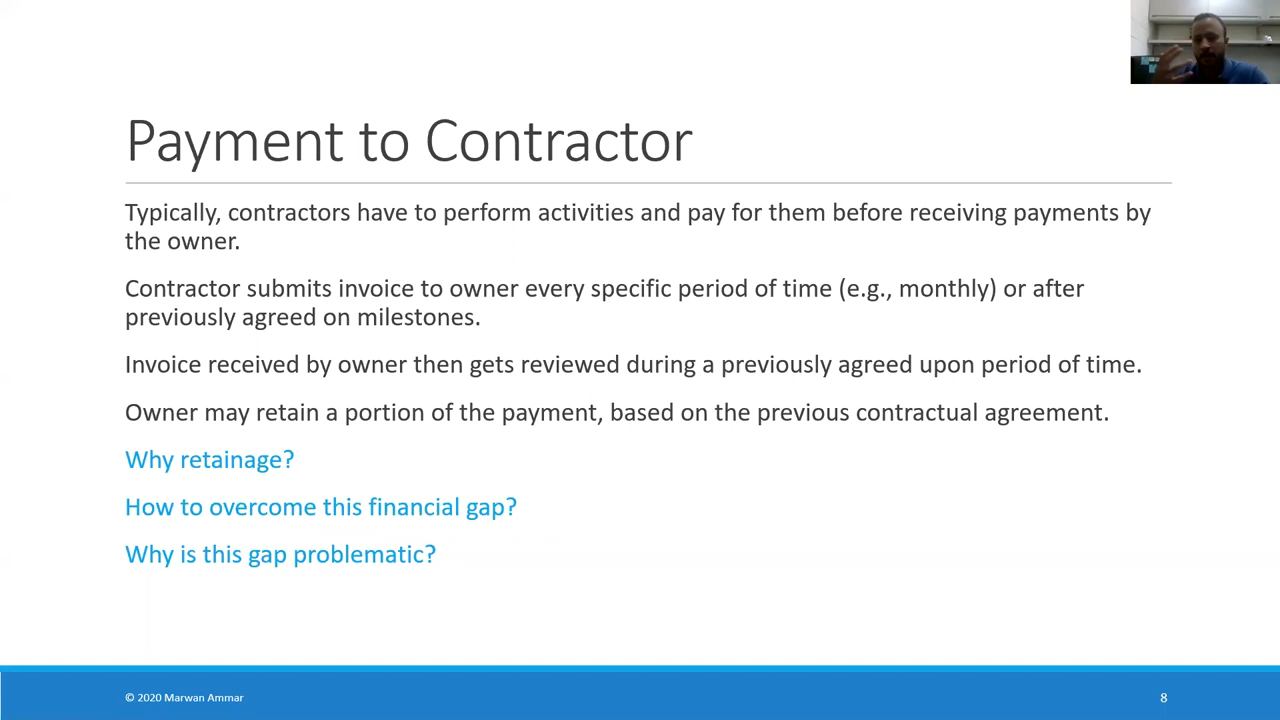 Payment to Contractor
Typically, contractors have to perform activities and pay for them before receiving payments by
the owner.
Contractor submits invoice to owner every specific period of time (e.g., monthly) or after
previously agreed on milestones.
Invoice received by owner then gets reviewed during a previously agreed upon period of time.
Owner may retain a portion of the payment, based on the previous contractual agreement.
Why retainage?
How to overcome this financial gap?
Why is this gap problematic?
© 2020 Marwan Ammar
8